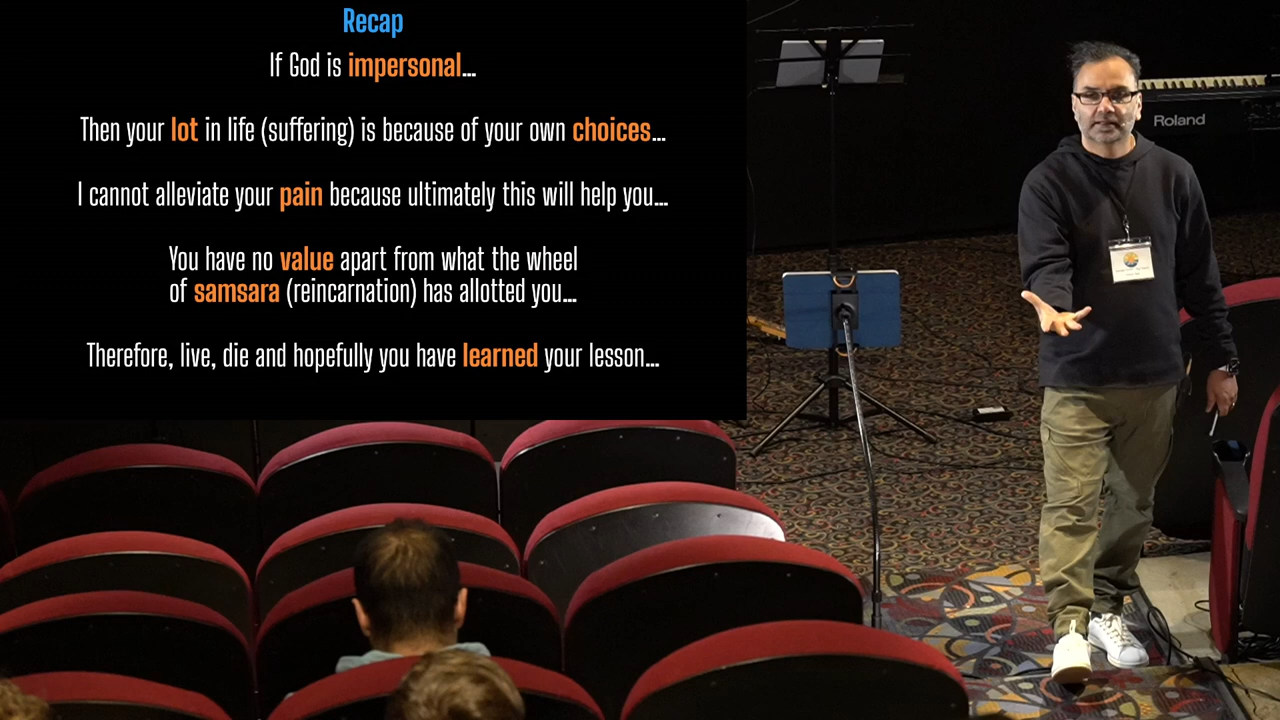 Recap
If God is impersonal...
Then your lot in life (suffering) is because of your own choices...
I cannot alleviate your pain because ultimately this will help you...
You have no value apart from what the wheel
of samsara (reincarnation) has allotted you...
Therefore, live, die and hopefully you have learned your lesson...
Roland